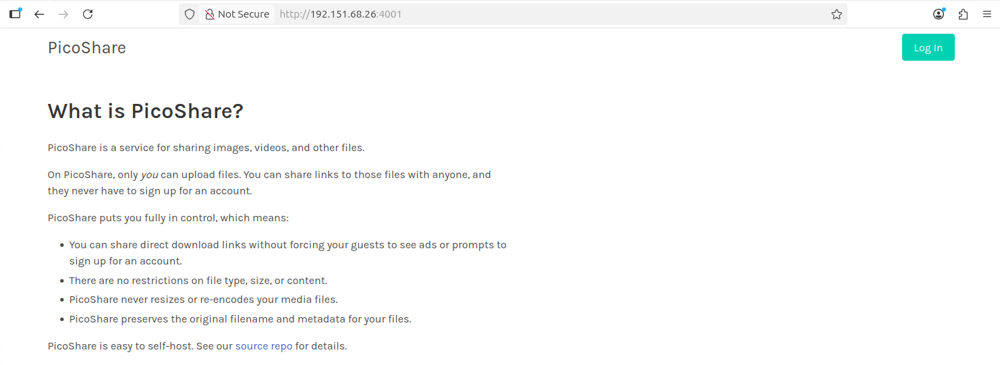 Not Secure http://192.151.68.26:4001
PicoShare
Log In
What is PicoShare?
PicoShare is a service for sharing images, videos, and other files.
On PicoShare, only you can upload files. You can share links to those files with anyone, and
they never have to sign up for an account.
PicoShare puts you fully in control, which means:
• You can share direct download links without forcing your guests to see ads or prompts to
sign up for an account.
• There are no restrictions on file type, size, or content.
• PicoShare never resizes or re-encodes your media files.
• PicoShare preserves the original filename and metadata for your files.
PicoShare is easy to self-host. See our source repo for details.